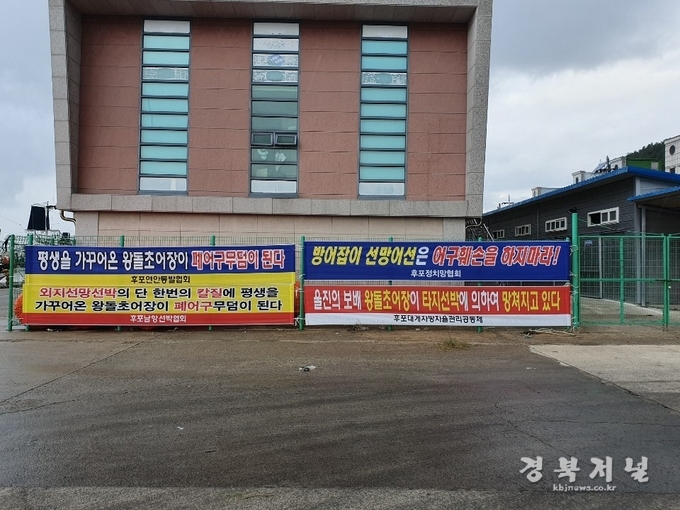 평생을 가꾸어온 왕돌초어장이 폐어구무덤이 된다
후포연안통발협회
외지선망선박의 단 한번의 칼질에 평생을
가꾸어온 왕돌초어장이 폐어구무덤이 된다
후포남항선박협회
방어잡이 선망어선은 어구훼손을 하지마라!
후포정치망협회
울진의 보배 왕돌초어장이 타지선박에 의하여 망쳐지고 있다
후포대게자망자율관리공동체
경북저널
kbjnews.co.kr